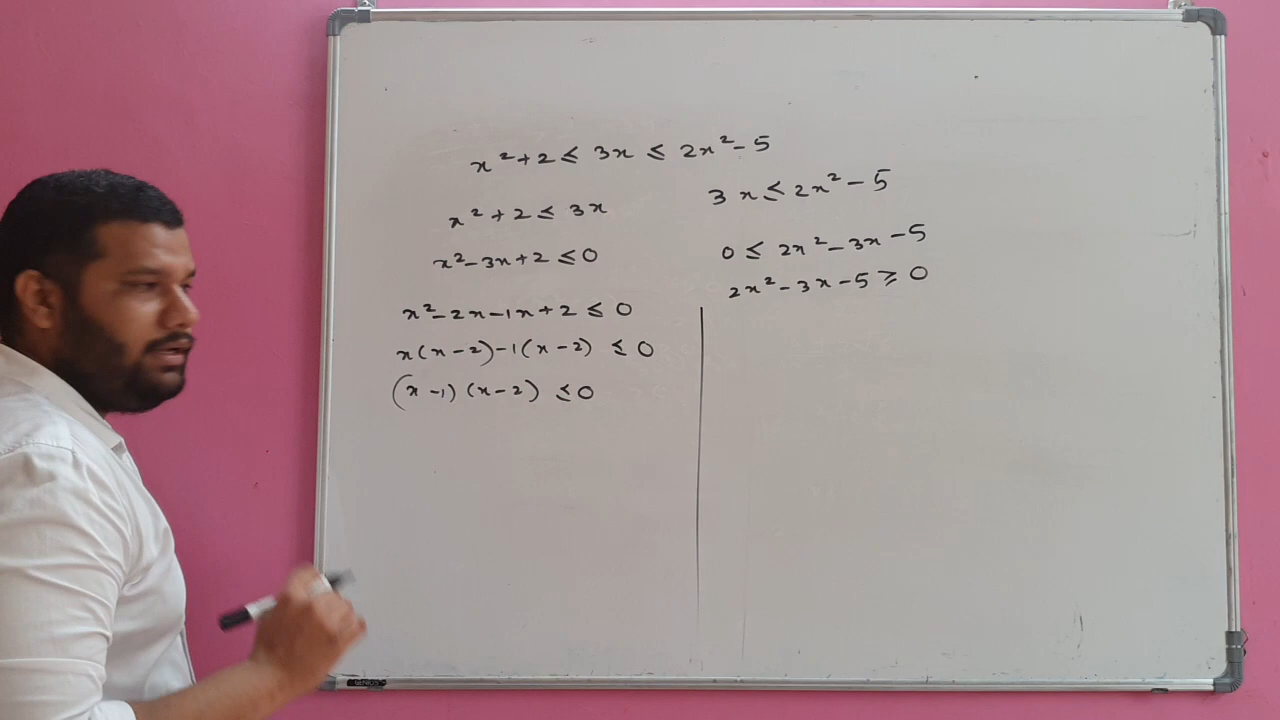 x²+2 ≤ 3x ≤ 2x²-5
x²+2 ≤ 3x
x²-3x+2 ≤ 0
x²-2x-1x+2 ≤ 0
x(x-2)-1(x-2) ≤ 0
(x-1)(x-2) ≤ 0
3x ≤ 2x²-5
0 ≤ 2x²-3x-5
2x²-3x-5 ≥ 0